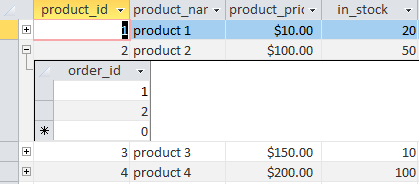 product_id product_nar product_pric in_stock
1 product 1 $10.00 20
2 product 2 $100.00 50
order_id
1
2
* 0
3 product 3 $150.00 10
4 product 4 $200.00 100